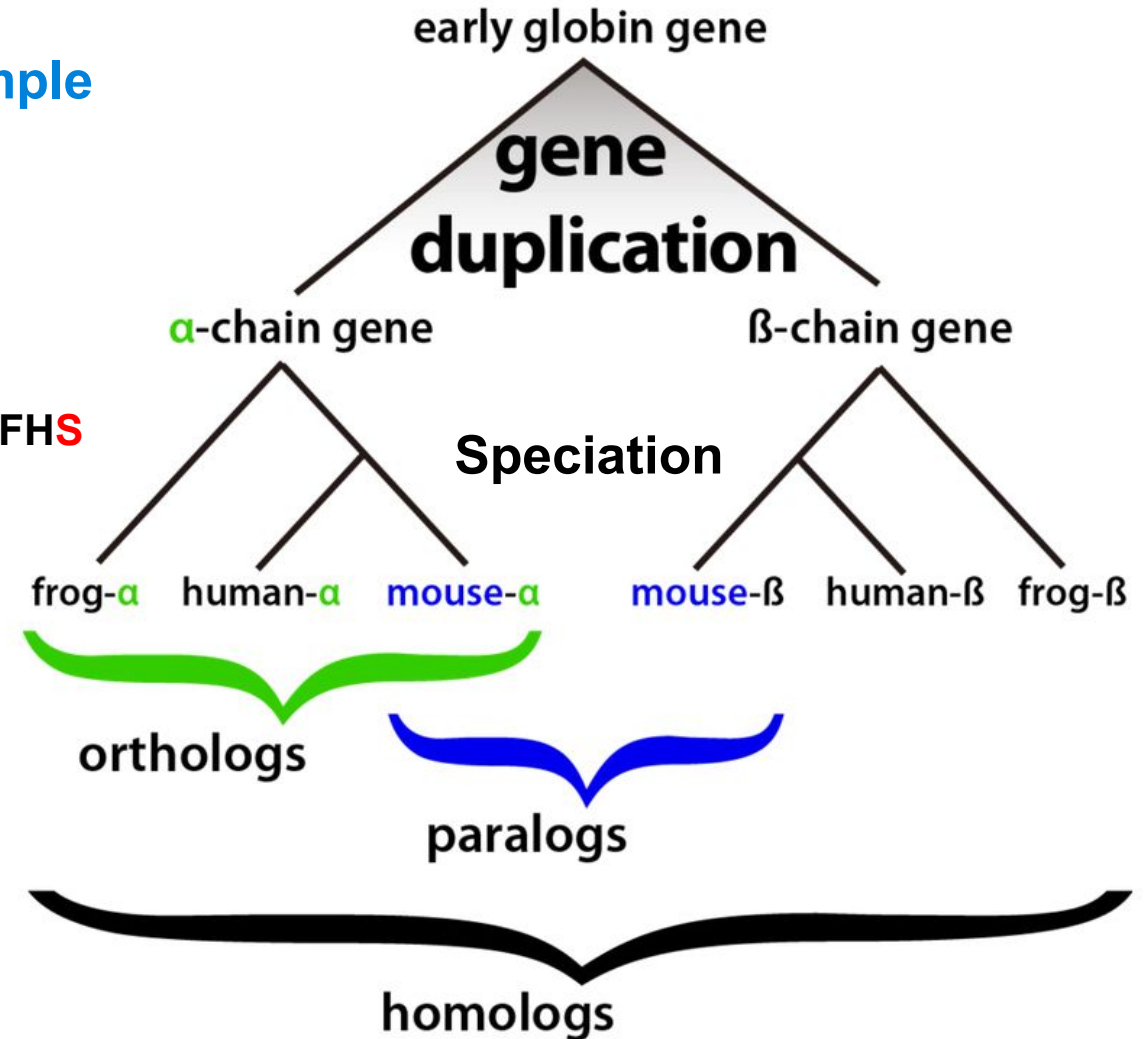 early globin gene
mple
gene
duplication
α-chain gene
ß-chain gene
FHS
Speciation
frog-α human-α mouse-α mouse-ß human-ß frog-ß
orthologs
paralogs
homologs